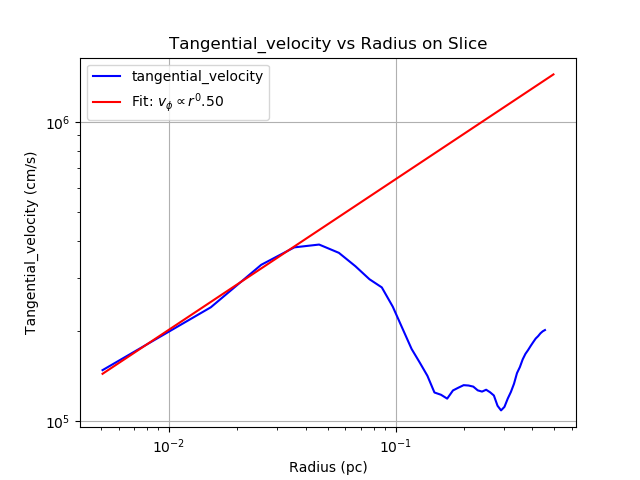 Tangential_velocity vs Radius on Slice
tangential_velocity
Fit: $v_\phi \propto r^0.50$
10^6
10^5
Tangential_velocity (cm/s)
10^{-2}
10^{-1}
Radius (pc)